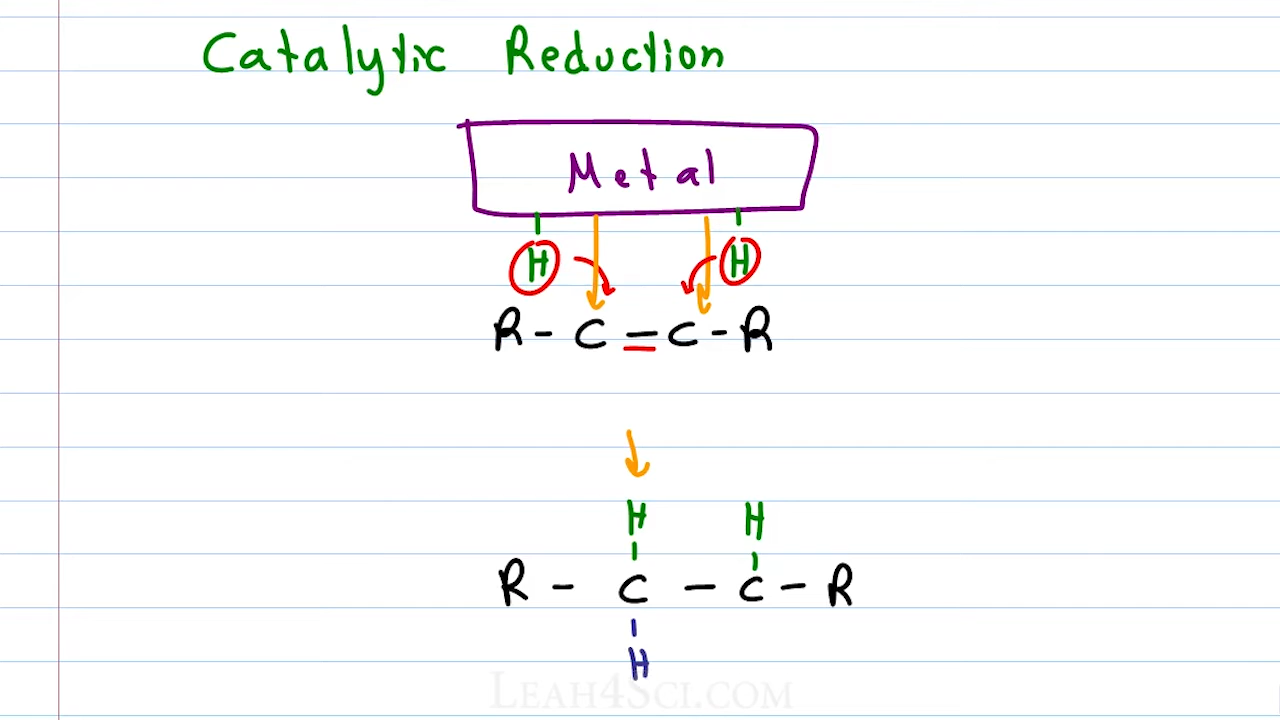 Catalytic Reduction
Metal
H H
R - C = C - R
H H
R - C - C - R
H
LEAH4SCI.COM